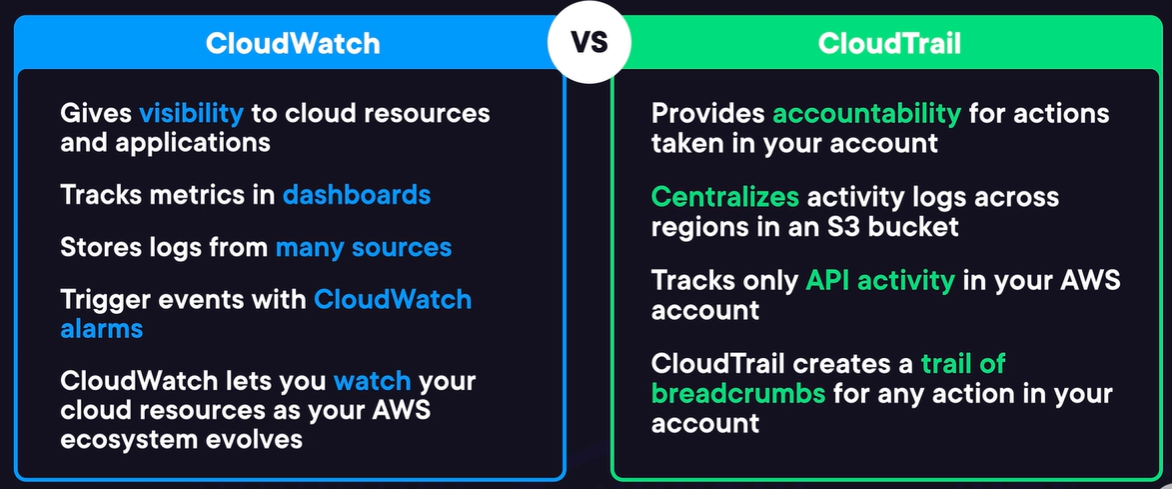 CloudWatch
VS
CloudTrail
Gives visibility to cloud resources
and applications
Tracks metrics in dashboards
Stores logs from many sources
Trigger events with CloudWatch
alarms
CloudWatch lets you watch your
cloud resources as your AWS
ecosystem evolves
Provides accountability for actions
taken in your account
Centralizes activity logs across
regions in an S3 bucket
Tracks only API activity in your AWS
account
CloudTrail creates a trail of
breadcrumbs for any action in your
account